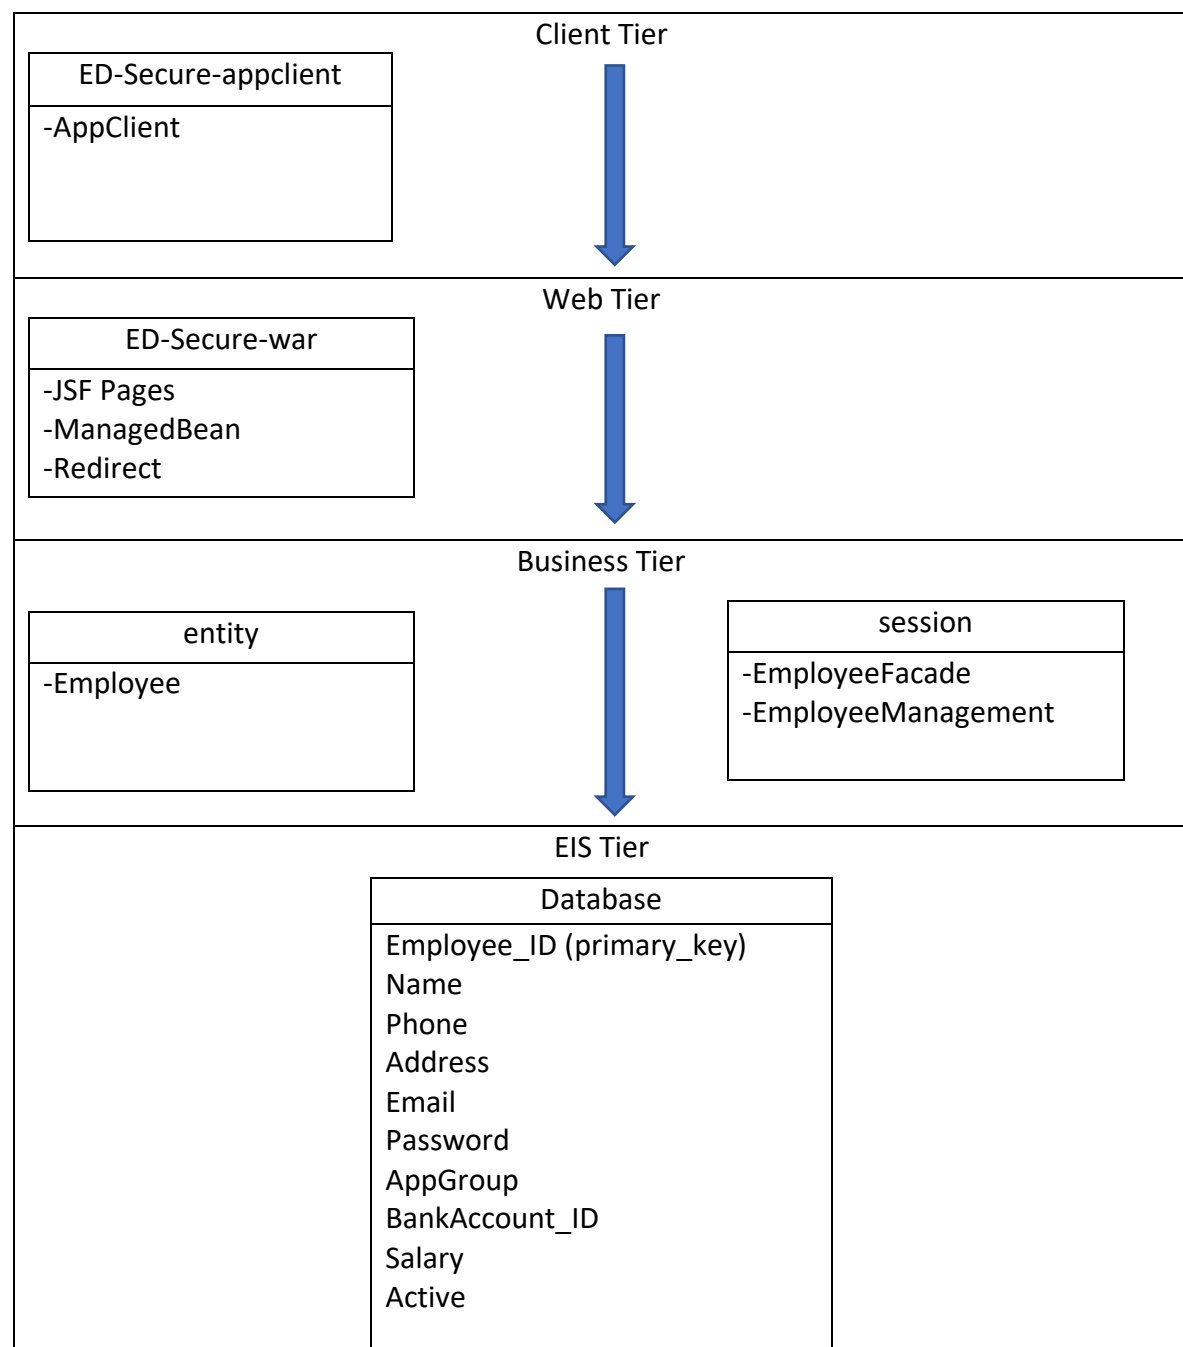 Client Tier
ED-Secure-appclient
-AppClient
Web Tier
ED-Secure-war
-JSF Pages
-ManagedBean
-Redirect
Business Tier
entity
-Employee
session
-EmployeeFacade
-EmployeeManagement
EIS Tier
Database
Employee_ID (primary_key)
Name
Phone
Address
Email
Password
AppGroup
BankAccount_ID
Salary
Active